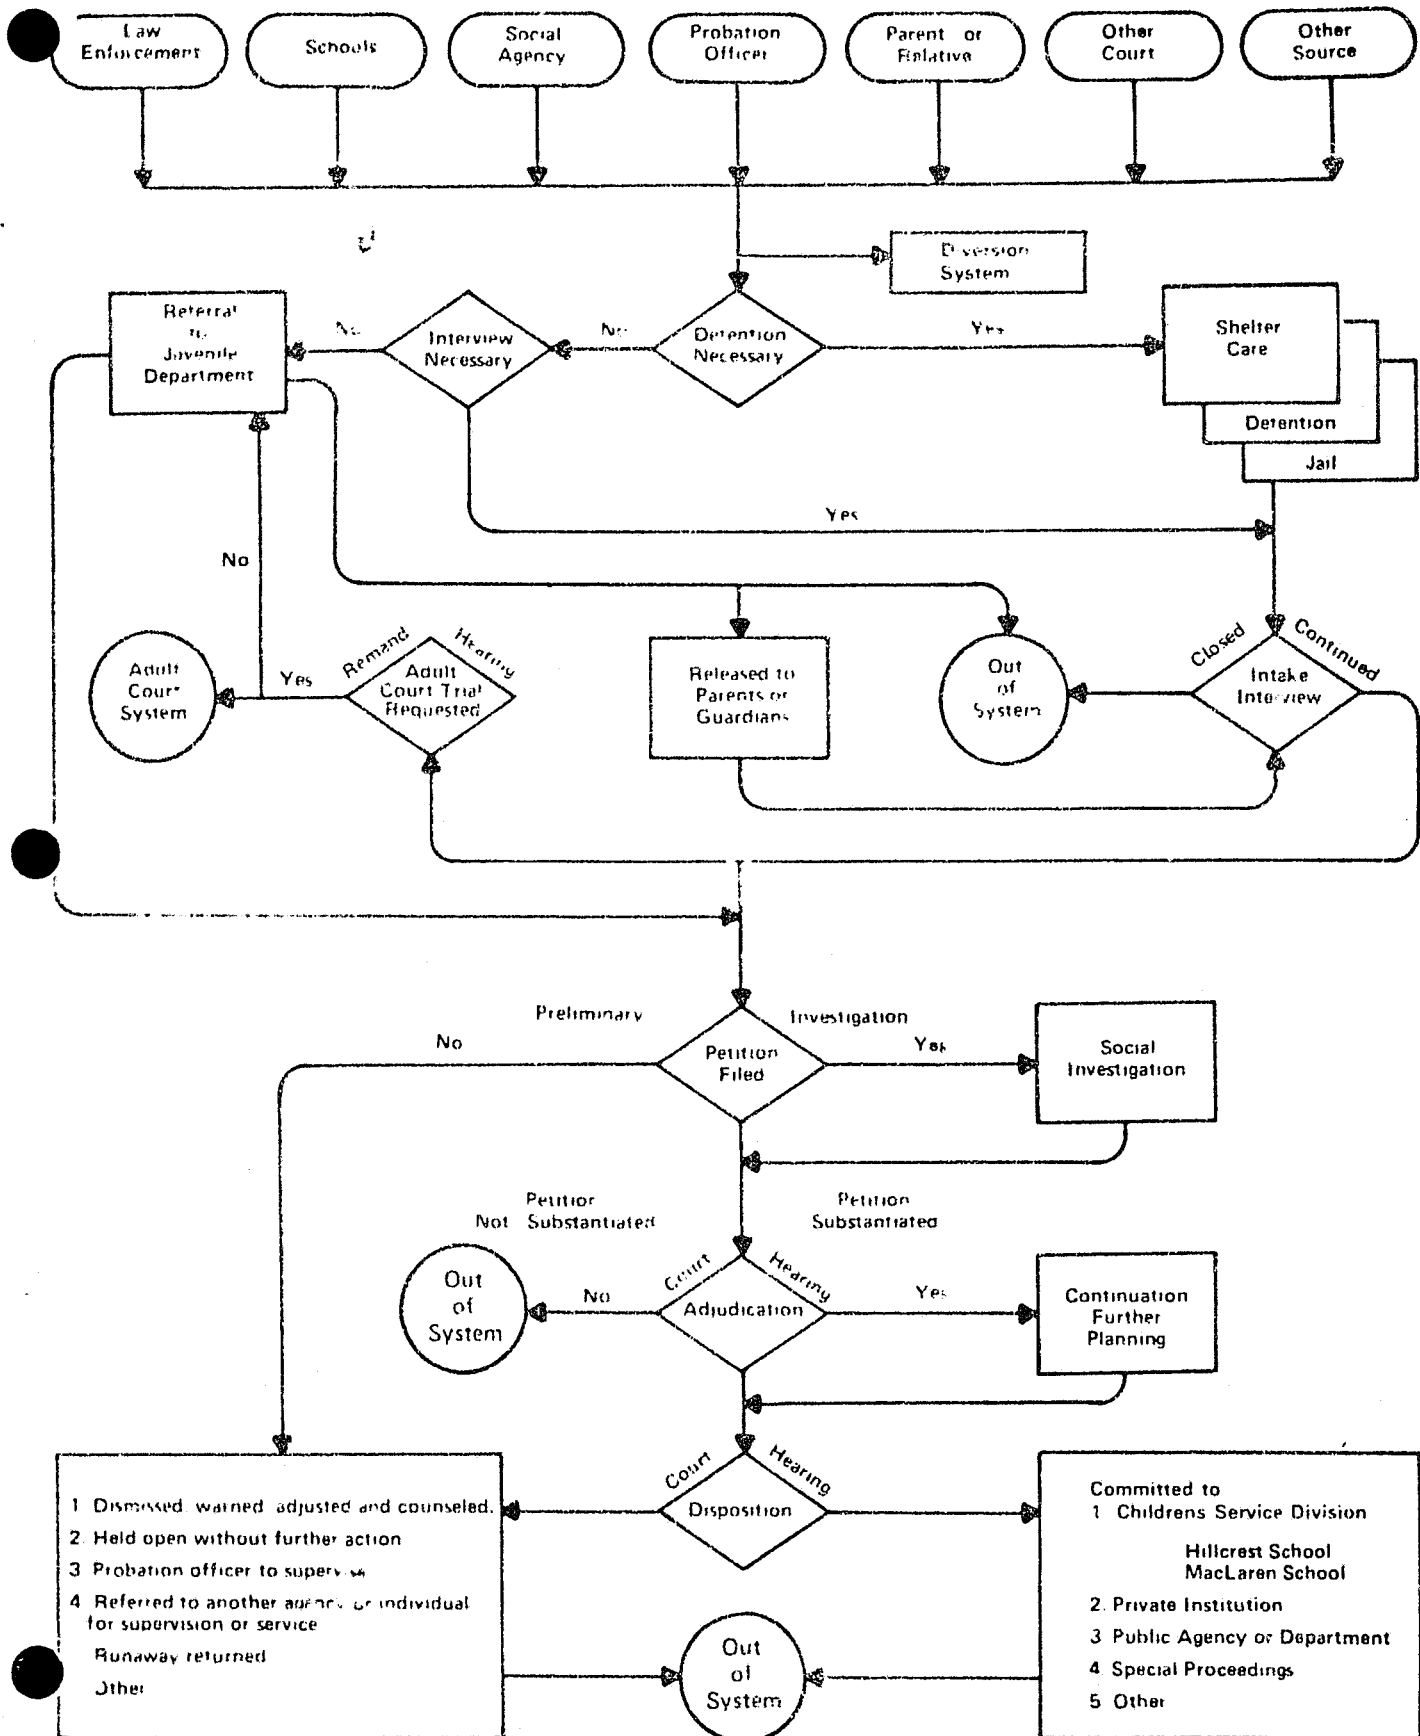 Law
Enforcement
Schools
Social
Agency
Probation
Officer
Parent or
Relative
Other
Court
Other
Source
Diversion
System
Referral
to
Juvenile
Department
No
Interview
Necessary
No
Detention
Necessary
Yes
Shelter
Care
Detention
Jail
Yes
No
Adult
Court
System
Yes
Remand Hearing
Adult
Court Trial
Requested
Released to
Parents or
Guardians
Out
of
System
Closed
Continued
Intake
Interview
Preliminary
Investigation
No
Petition
Filed
Yes
Social
Investigation
Petition
Not Substantiated
Petition
Substantiated
Out
of
System
No
Court Hearing
Adjudication
Yes
Continuation
Further
Planning
Court Hearing
Disposition
1 Dismissed, warned, adjusted and counseled.
2. Held open without further action
3 Probation officer to supervise
4 Referred to another agency or individual
for supervision or service
Runaway returned
Other
Committed to
1 Childrens Service Division
Hillcrest School
MacLaren School
2. Private Institution
3 Public Agency or Department
4 Special Proceedings
5 Other
Out
of
System